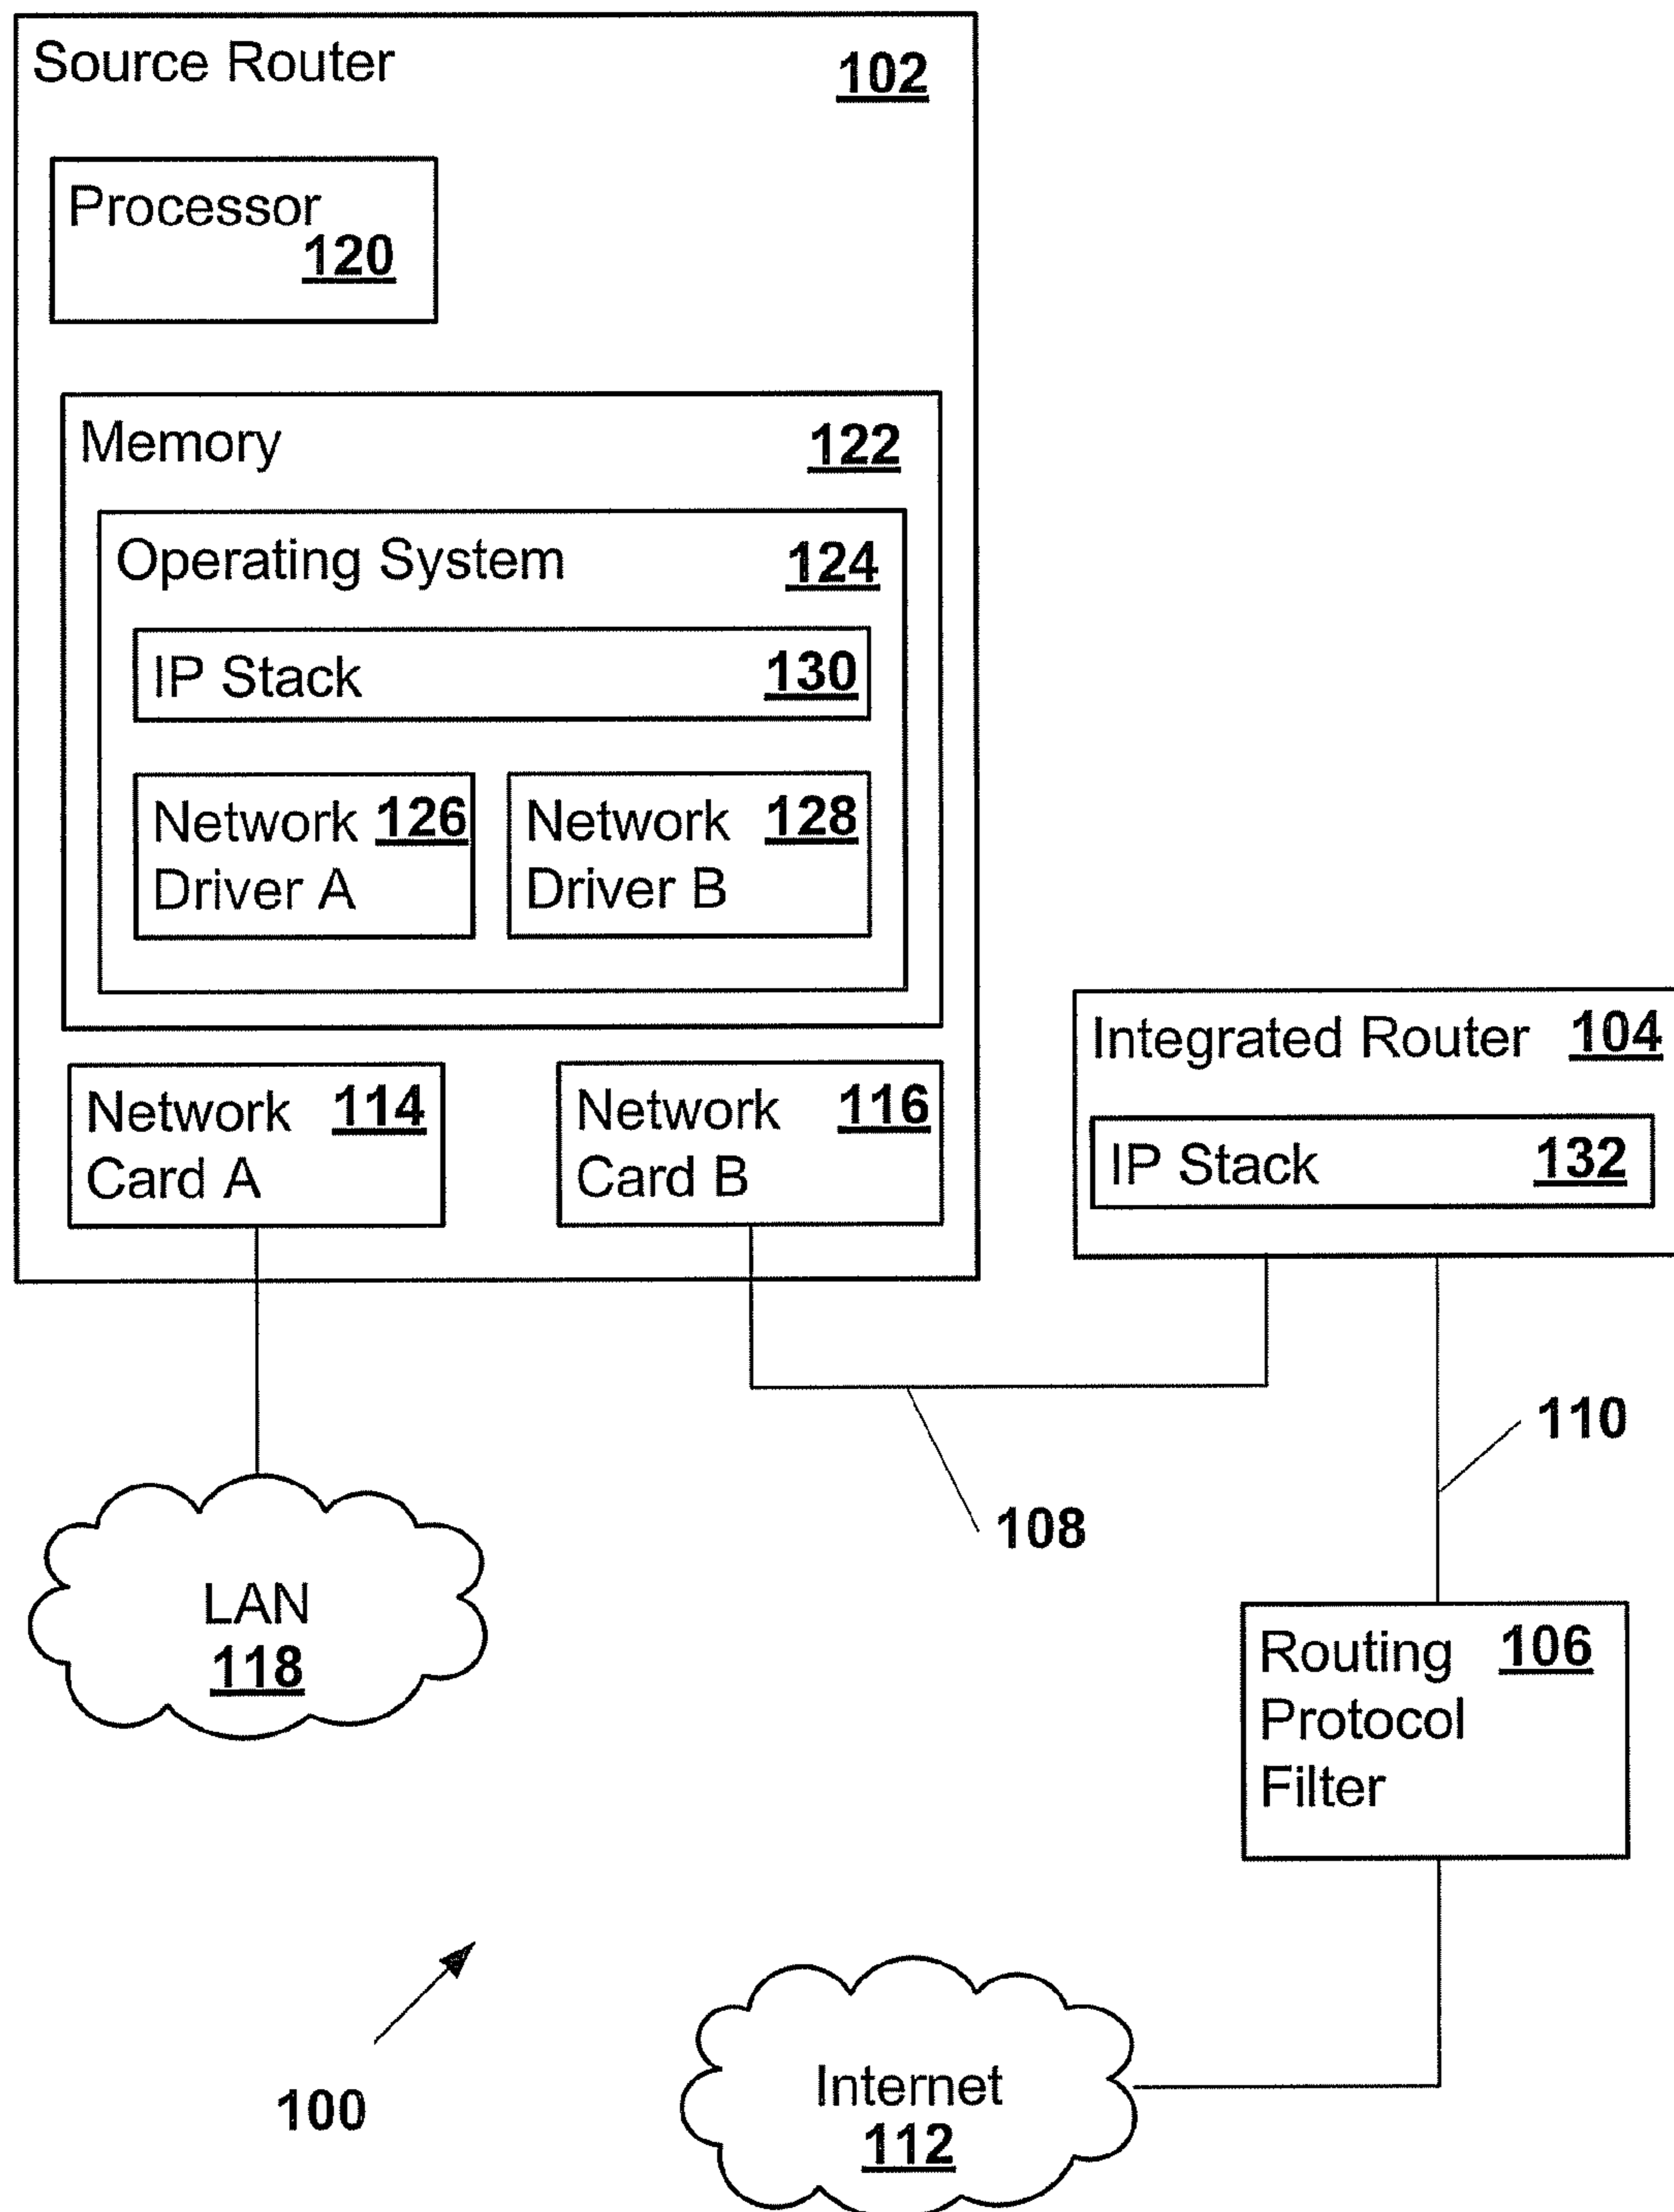 Source Router 102
Processor
120
Memory 122
Operating System 124
IP Stack 130
Network 126
Driver A
Network 128
Driver B
Network 114
Card A
Network 116
Card B
Integrated Router 104
IP Stack 132
110
108
LAN
118
Routing 106
Protocol
Filter
100
Internet
112